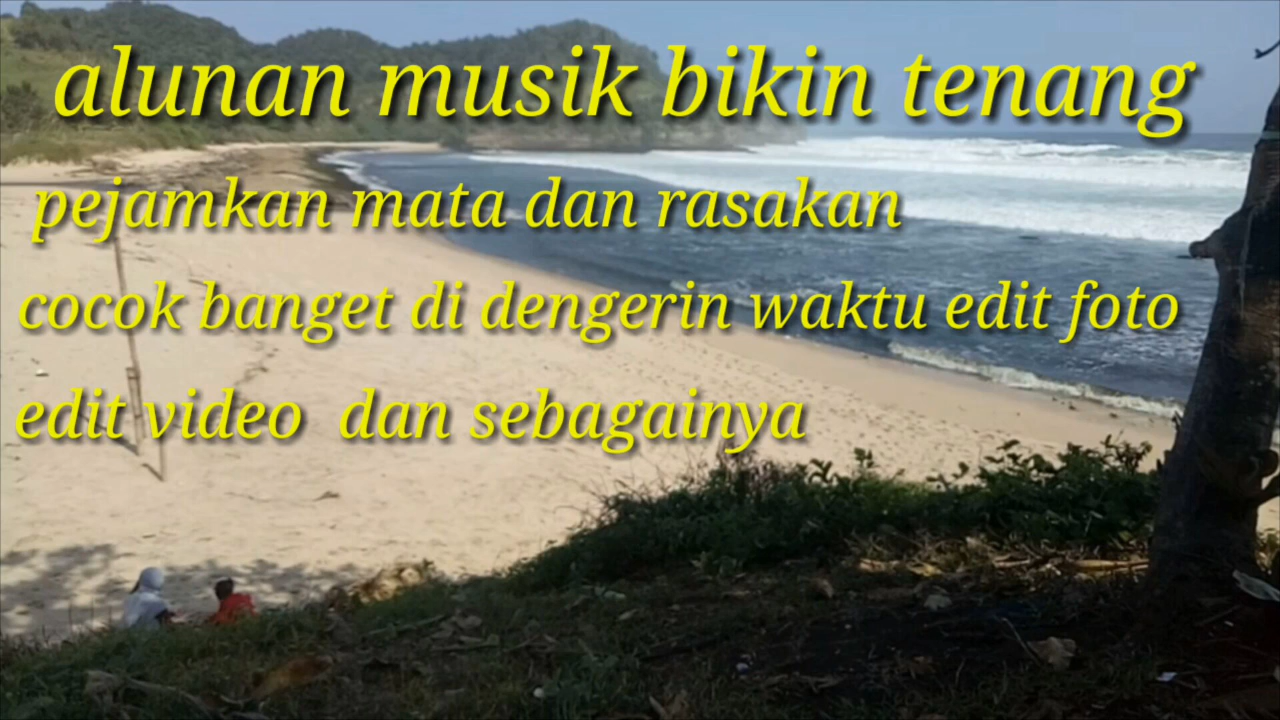 alunan musik bikin tenang
pejamkan mata dan rasakan
cocok banget di dengerin waktu edit foto
edit video dan sebagainya